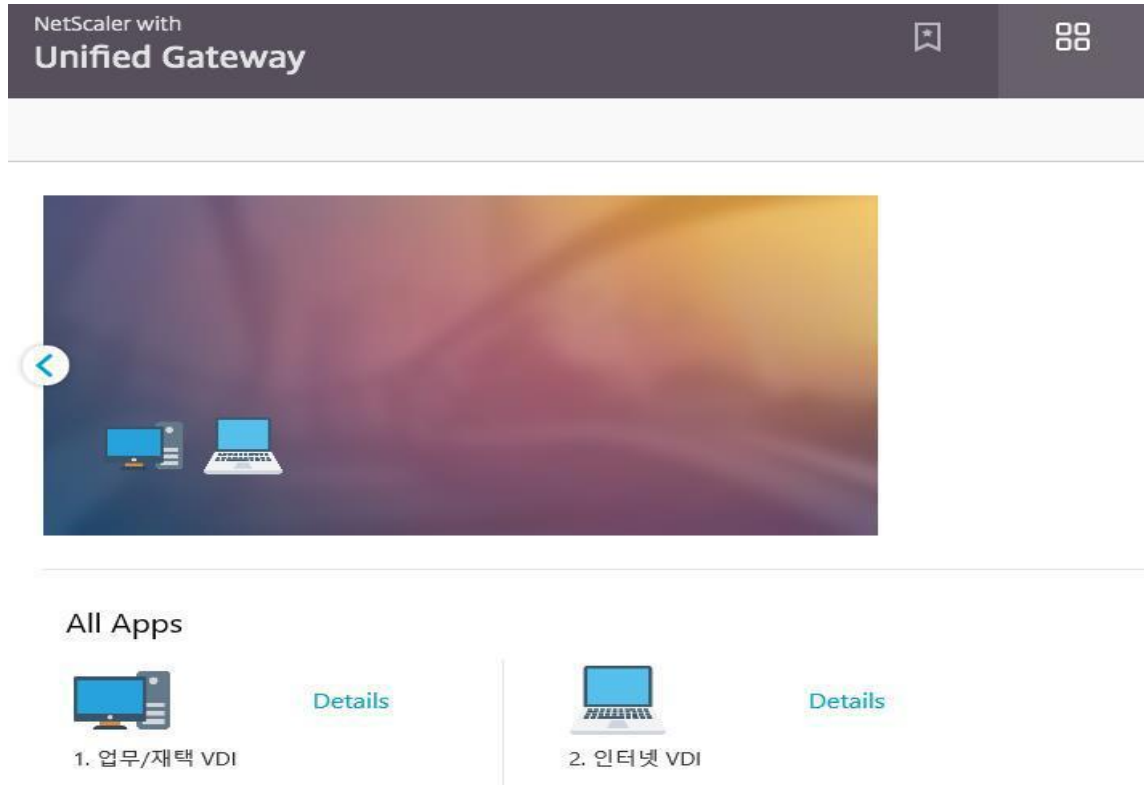 NetScaler with
Unified Gateway
All Apps
Details
Details
1. 업무/재택 VDI
2. 인터넷 VDI